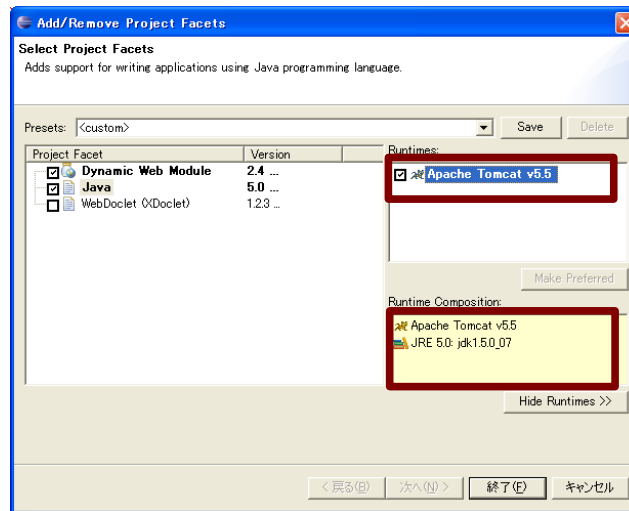 Add/Remove Project Facets
Select Project Facets
Adds support for writing applications using Java programming language.
Presets: <custom> Save Delete
Project Facet Version
Dynamic Web Module 2.4 ...
Java 5.0 ...
WebDoclet (XDoclet) 1.2.3 ...
Runtimes:
Apache Tomcat v5.5
Make Preferred
Runtime Composition:
Apache Tomcat v5.5
JRE 5.0: jdk1.5.0_07
Hide Runtimes >>
< 戻る(B) 次へ(N) > 終了(F) キャンセル